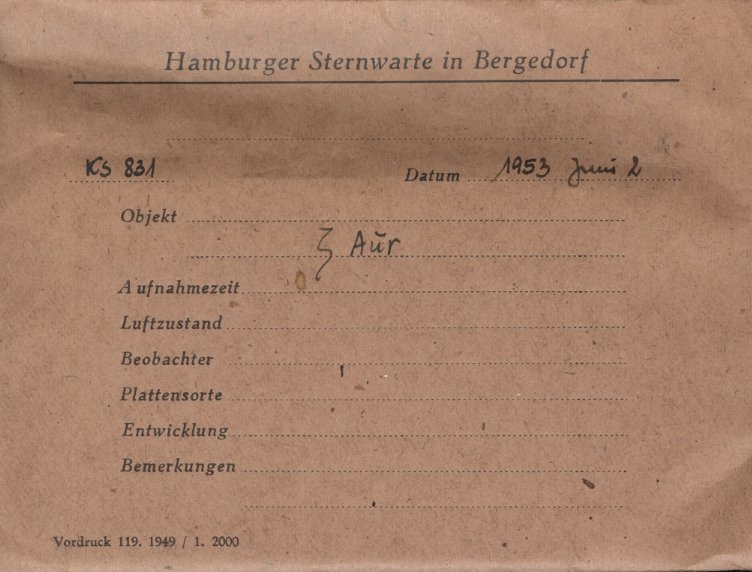 Hamburger Sternwarte in Bergedorf
KS 831 Datum 1953 Juni 2
Objekt
ζ Aur
Aufnahmezeit
Luftzustand
Beobachter
Plattensorte
Entwicklung
Bemerkungen
Vordruck 119. 1949 / 1. 2000